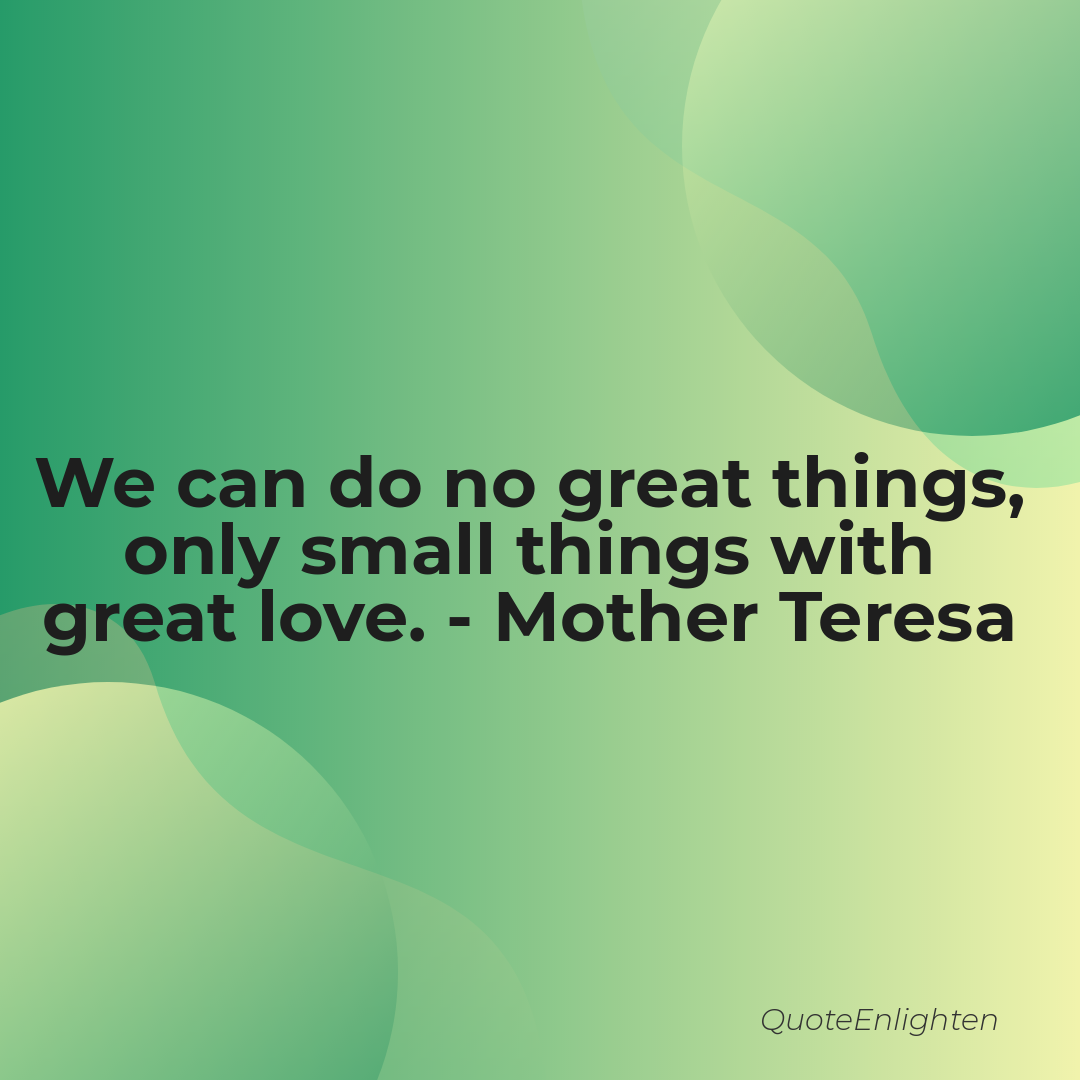 We can do no great things,
only small things with
great love. - Mother Teresa
QuoteEnlighten